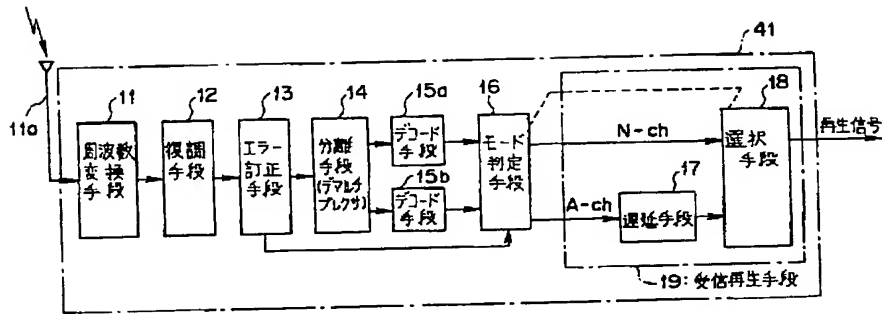 41
11a
11
周波数
変換
手段
12
復調
手段
13
エラー
訂正
手段
14
分離
手段
(デマルチ
プレクサ)
15a
デコード
手段
15b
デコード
手段
16
モード
判定
手段
N-ch
A-ch
17
遅延手段
18
選択
手段
再生信号
19:受信再生手段